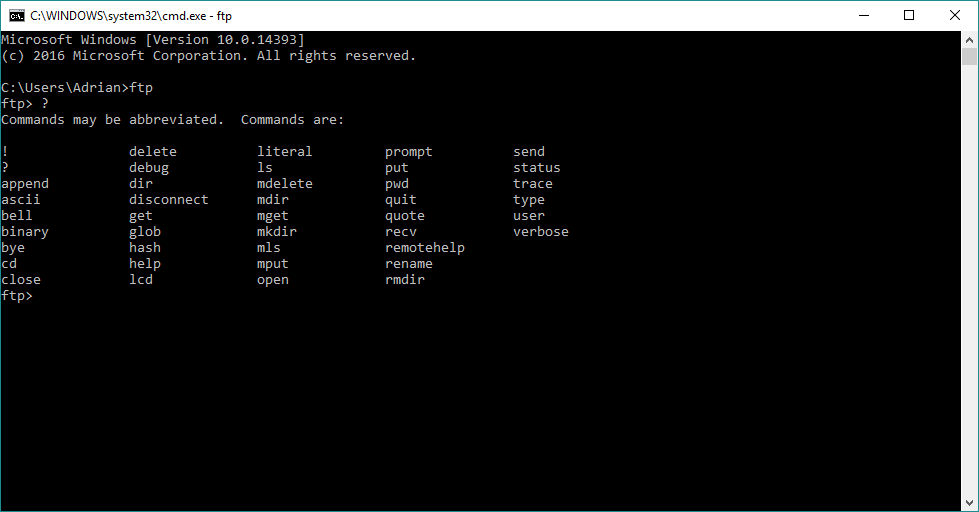 C:\WINDOWS\system32\cmd.exe - ftp
Microsoft Windows [Version 10.0.14393]
(c) 2016 Microsoft Corporation. All rights reserved.
C:\Users\Adrian>ftp
ftp> ?
Commands may be abbreviated.  Commands are:
!               delete          literal         prompt          send
?               debug           ls              put             status
append          dir             mdelete         pwd             trace
ascii           disconnect      mdir            quit            type
bell            get             mget            quote           user
binary          glob            mkdir           recv            verbose
bye             hash            mls             remotehelp
cd              help            mput            rename
close           lcd             open            rmdir
ftp>